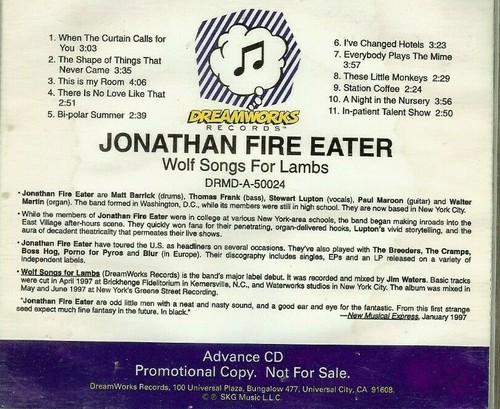 1. When The Curtain Calls for
You 3:03
2. The Shape of Things That
Never Came 3:35
3. This is my Room 4:06
4. There Is No Love Like That
2:51
5. Bi-polar Summer 2:39
6. I've Changed Hotels 3:23
7. Everybody Plays The Mime
3:57
8. These Little Monkeys 2:29
9. Station Coffee 2:24
10. A Night in the Nursery 3:56
11. In-patient Talent Show 2:50
DREAMWORKS
RECORDS™
JONATHAN FIRE EATER
Wolf Songs For Lambs
DRMD-A-50024
• Jonathan Fire Eater are Matt Barrick (drums), Thomas Frank (bass), Stewart Lupton (vocals), Paul Maroon (guitar) and Walter
Martin (organ). The band formed in Washington, D.C., while its members were still in high school. They are now based in New York City.
• While the members of Jonathan Fire Eater were in college at various New York-area schools, the band began making inroads into the
East Village after-hours scene. They quickly won fans for their penetrating, organ-delivered hooks, Lupton's vivid storytelling, and the
aura of decadent theatricality that permeates their live shows.
• Jonathan Fire Eater have toured the U.S. as headliners on several occasions. They've also played with The Breeders, The Cramps,
Boss Hog, Porno for Pyros and Blur (in Europe). Their discography includes singles, EPs and an LP released on a variety of
independent labels.
• Wolf Songs for Lambs (DreamWorks Records) is the band's major label debut. It was recorded and mixed by Jim Waters. Basic tracks
were cut in April 1997 at Brickhenge Fidelitorium in Kernersville, N.C., and Waterworks studios in New York City. The album was mixed in
May and June 1997 at New York's Greene Street Recording.
"Jonathan Fire Eater are odd little men with a neat and nasty sound, and a good ear and eye for the fantastic. From this first strange
seed expect much fine fantasy in the future. In black."
—New Musical Express, January 1997
Advance CD
Promotional Copy. Not For Sale.
DreamWorks Records, 100 Universal Plaza, Bungalow 477, Universal City, CA 91608.
©℗ SKG Music L.L.C.